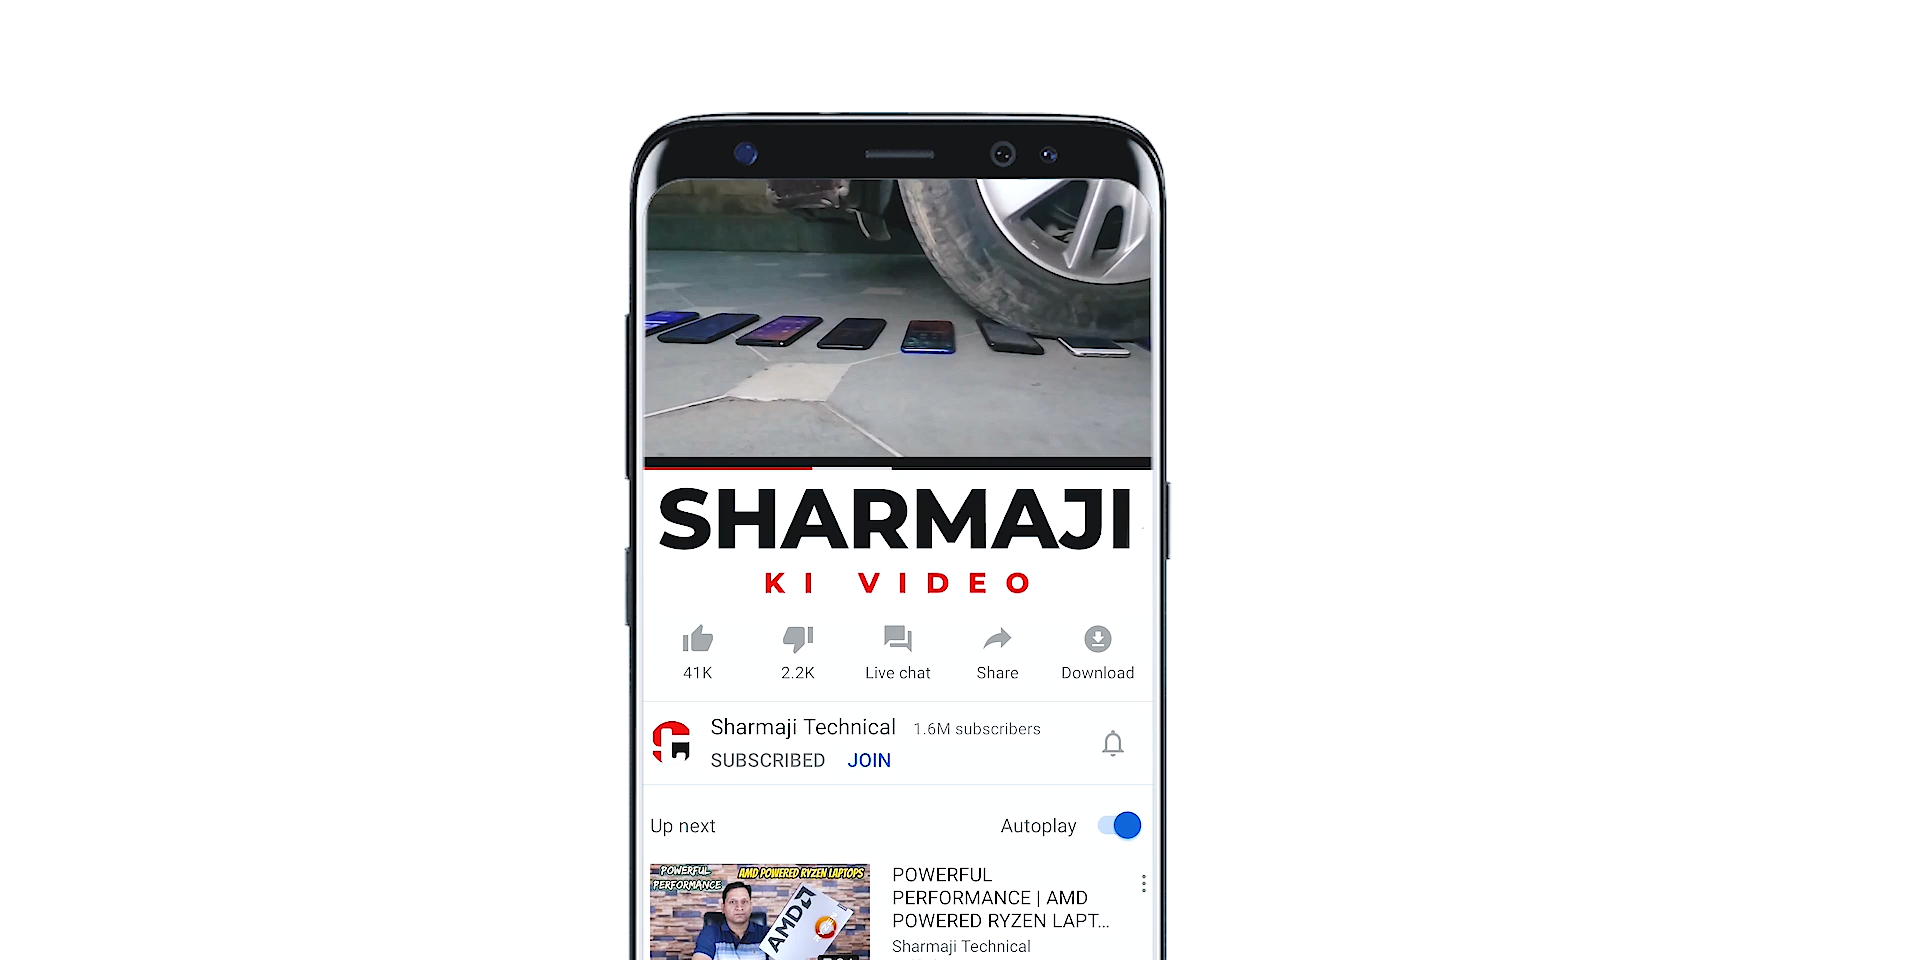 SHARMAJI
KI VIDEO
41K
2.2K
Live chat
Share
Download
Sharmaji Technical 1.6M subscribers
SUBSCRIBED JOIN
Up next
Autoplay
POWERFUL
PERFORMANCE
AMD POWERED RYZEN LAPTOPS
AMD
POWERFUL
PERFORMANCE | AMD
POWERED RYZEN LAPT...
Sharmaji Technical